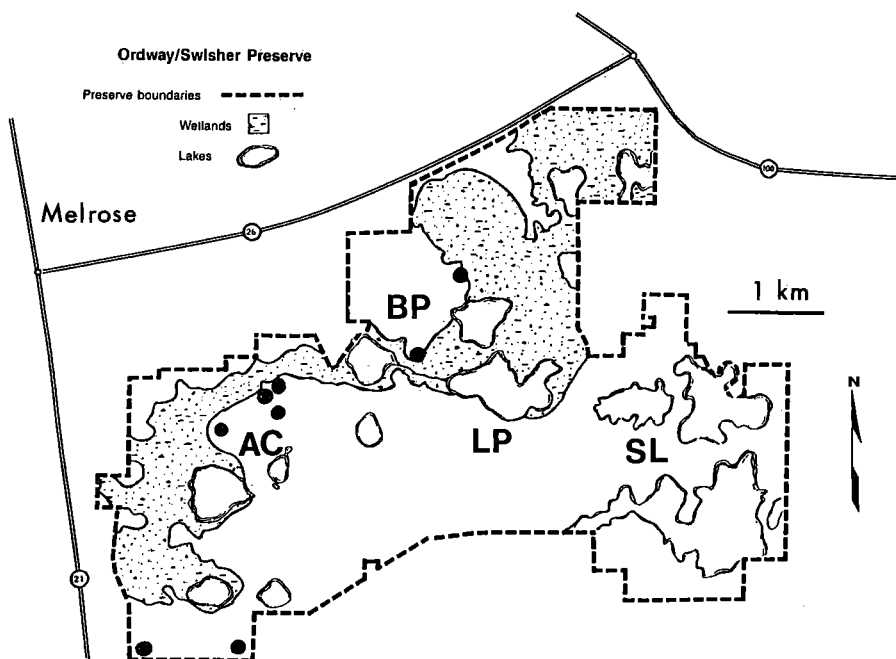 Ordway/Swisher Preserve
Preserve boundaries
Wetlands
Lakes
100
Melrose
26
BP
1 km
N
AC
LP
SL
21